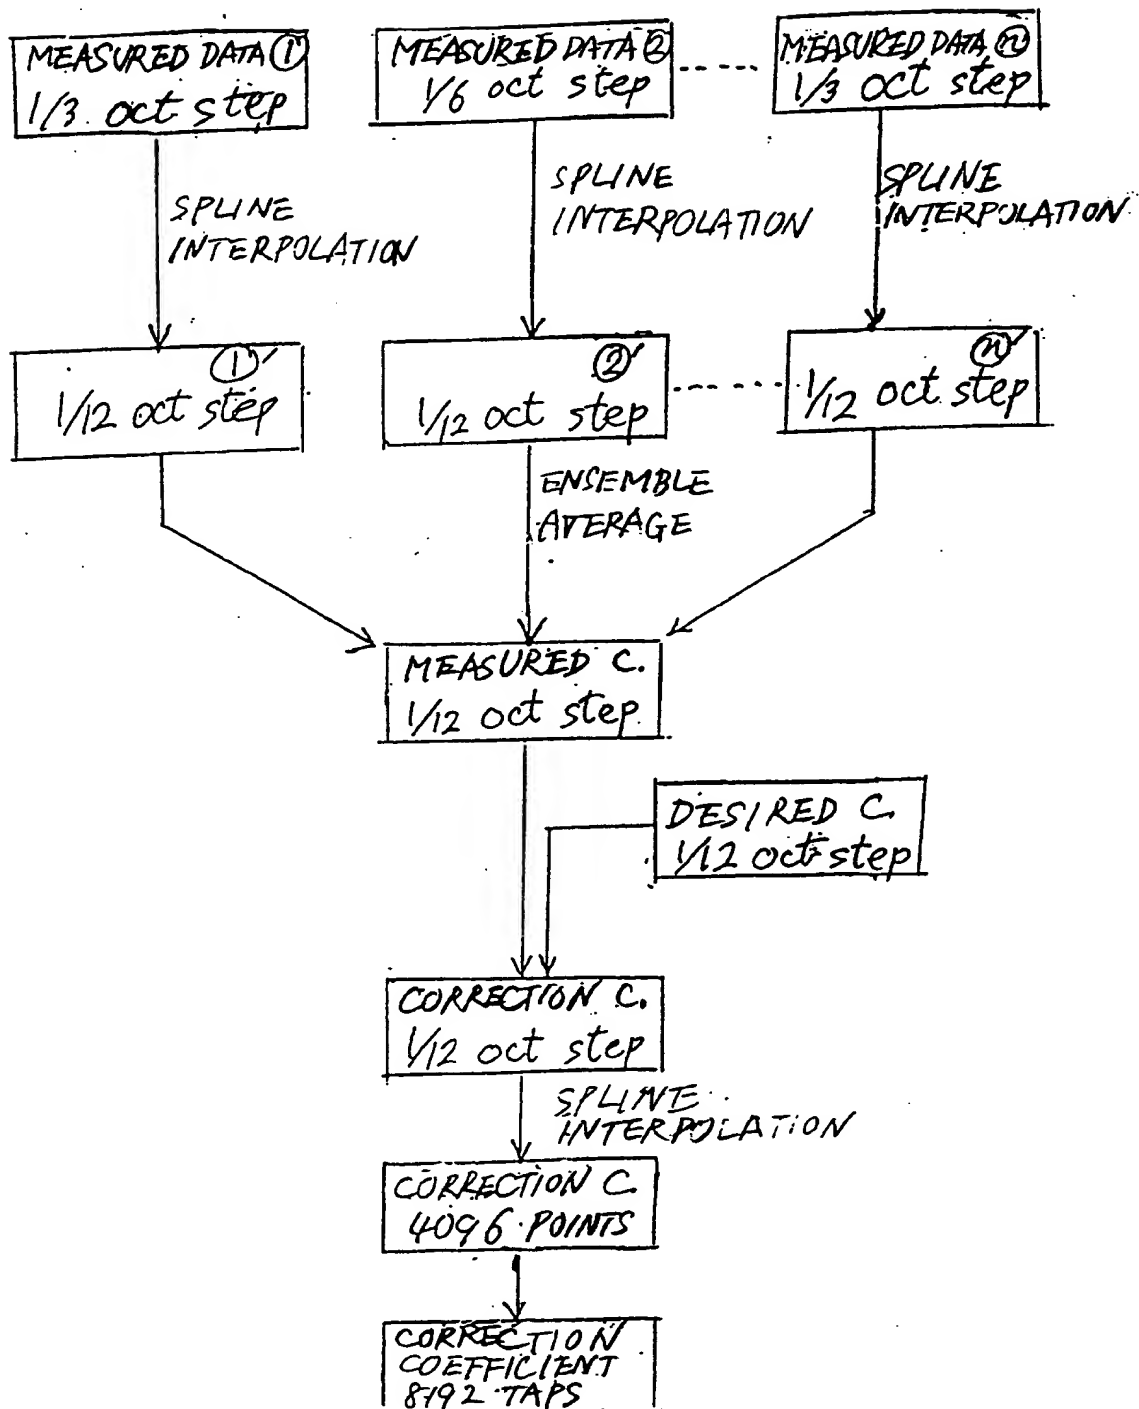 MEASURED DATA ①
1/3 oct step
MEASURED DATA ②
1/6 oct step
MEASURED DATA ⓝ
1/3 oct step
SPLINE
INTERPOLATION
SPLINE
INTERPOLATION
SPLINE
INTERPOLATION
①′
1/12 oct step
②′
1/12 oct step
ⓝ′
1/12 oct step
ENSEMBLE
AVERAGE
MEASURED C.
1/12 oct step
DESIRED C.
1/12 oct step
CORRECTION C.
1/12 oct step
SPLINE
INTERPOLATION
CORRECTION C.
4096 POINTS
CORRECTION
COEFFICIENT
8192 TAPS